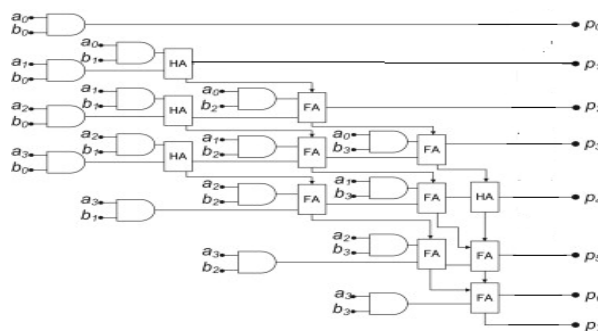 a₀ b₀ p₀
a₀ b₁ HA
a₁ b₀ p₁
a₁ b₁ HA a₀ b₂ FA
a₂ b₀ p₂
a₂ b₁ HA a₁ b₂ FA a₀ b₃ FA p₃
a₃ b₀
a₂ b₂ FA a₁ b₃ FA HA p₄
a₃ b₁
a₂ b₃ FA FA p₅
a₃ b₂
a₃ b₃ FA p₆
p